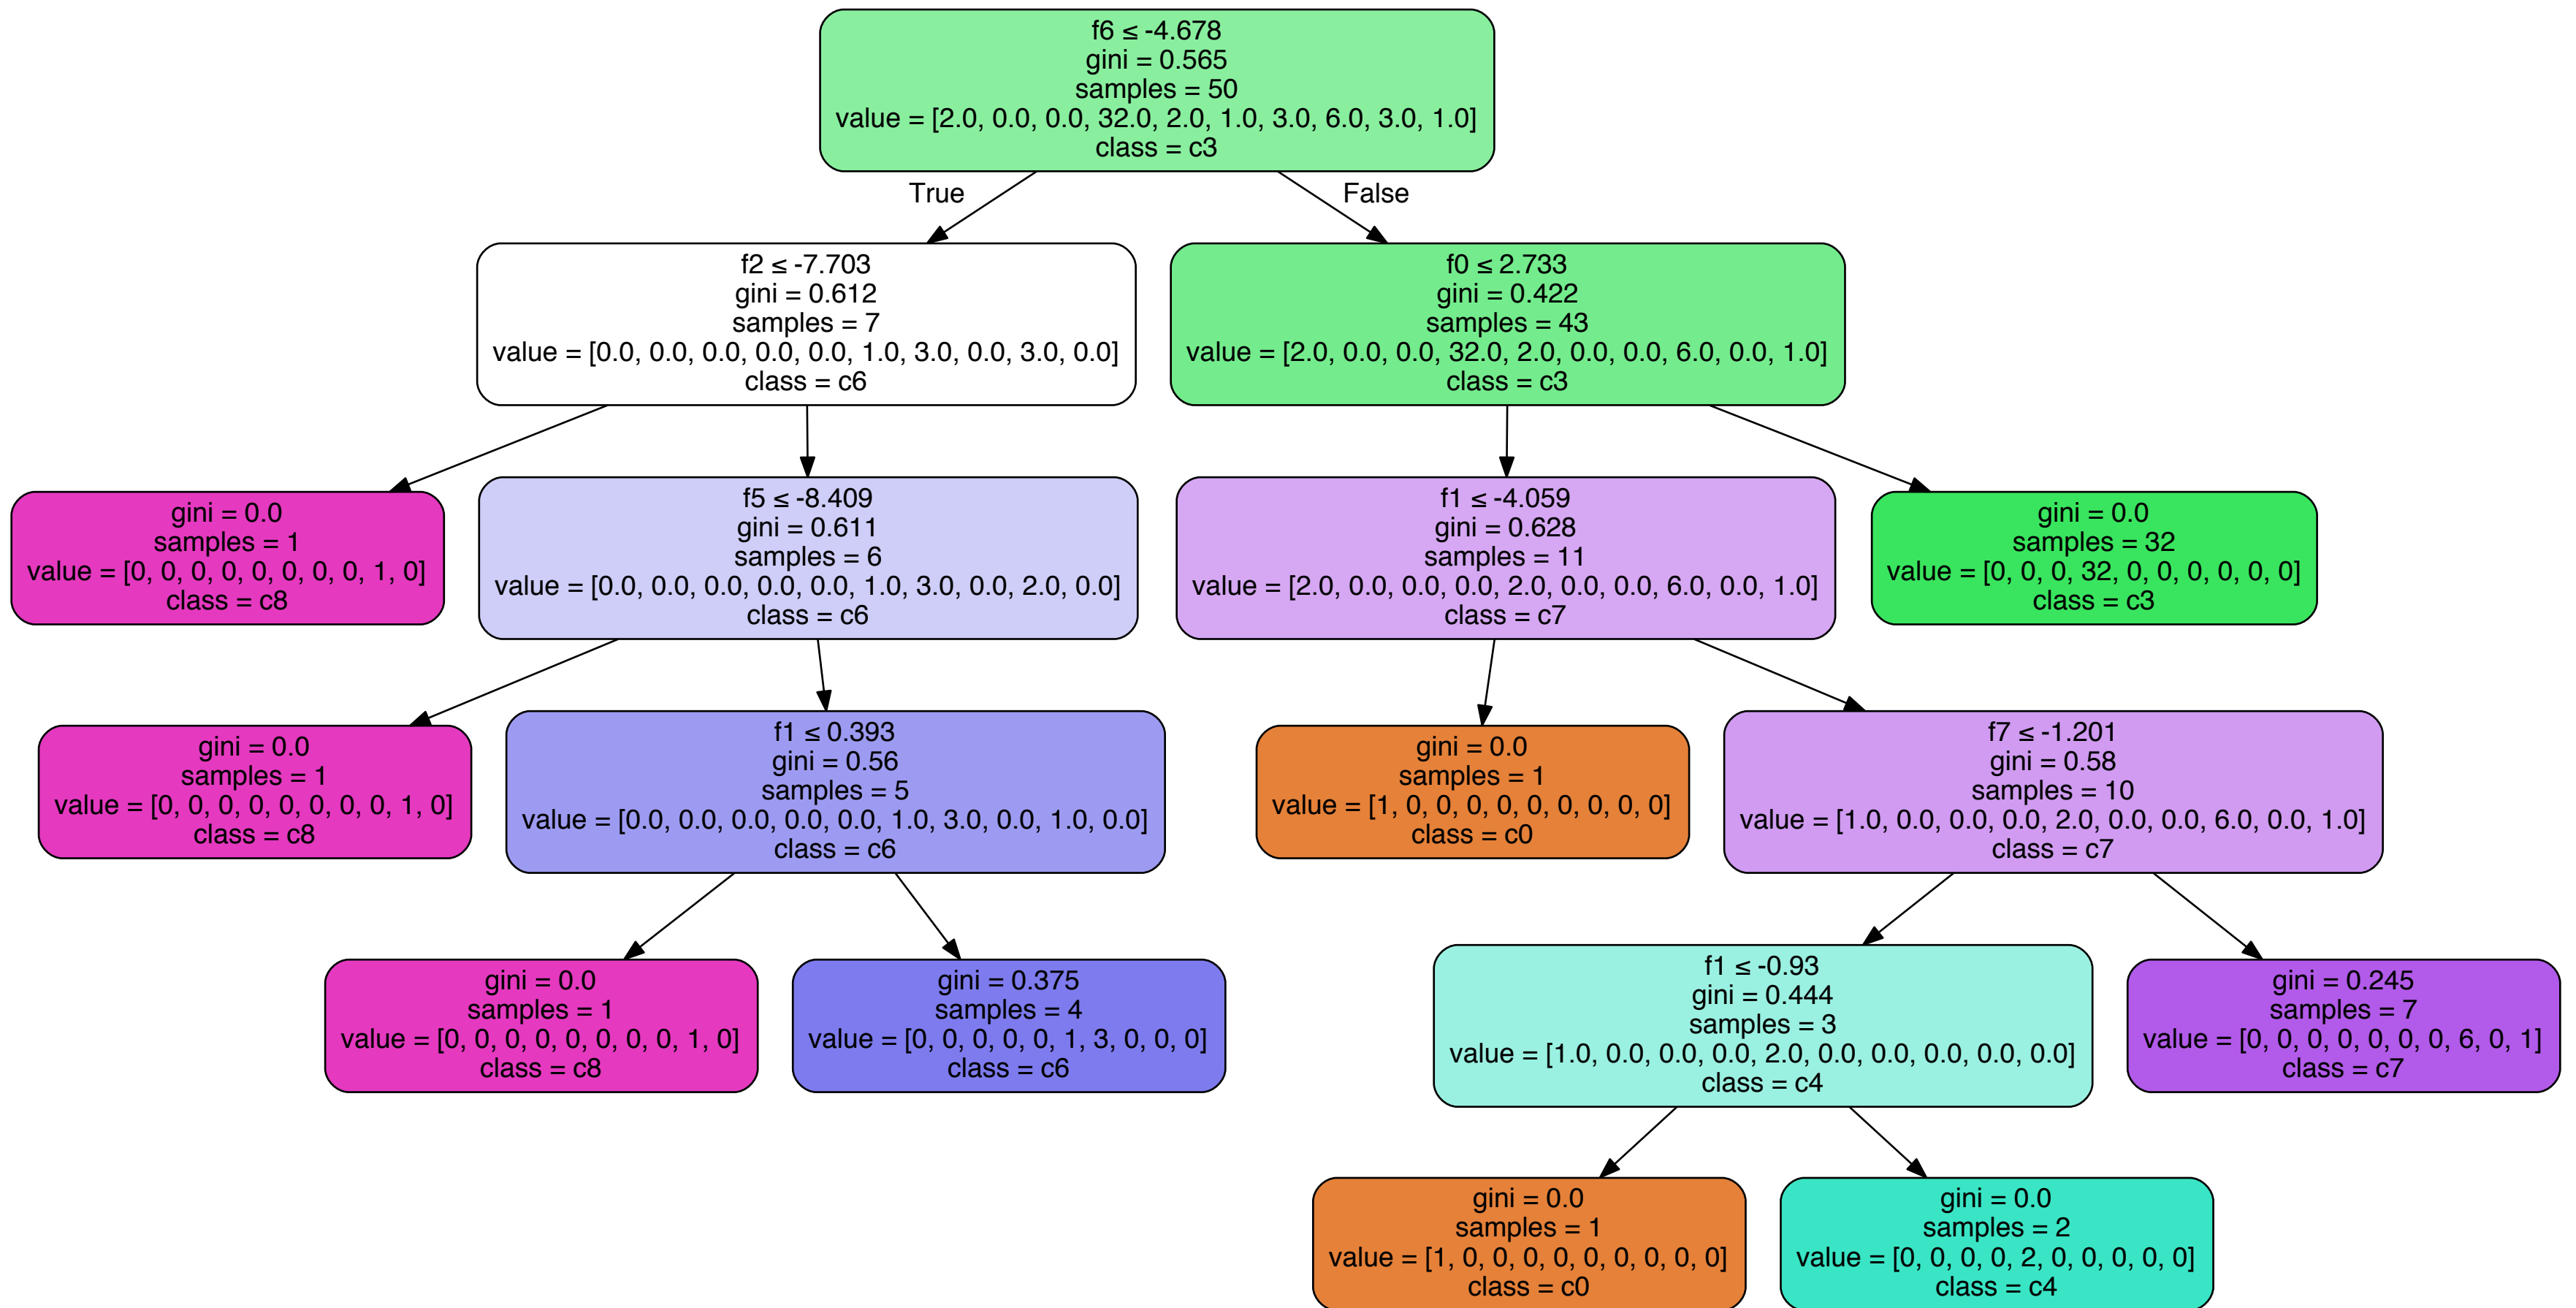 f6 ≤ -4.678
gini = 0.565
samples = 50
value = [2.0, 0.0, 0.0, 32.0, 2.0, 1.0, 3.0, 6.0, 3.0, 1.0]
class = c3
True
False
f2 ≤ -7.703
gini = 0.612
samples = 7
value = [0.0, 0.0, 0.0, 0.0, 0.0, 1.0, 3.0, 0.0, 3.0, 0.0]
class = c6
f0 ≤ 2.733
gini = 0.422
samples = 43
value = [2.0, 0.0, 0.0, 32.0, 2.0, 0.0, 0.0, 6.0, 0.0, 1.0]
class = c3
gini = 0.0
samples = 1
value = [0, 0, 0, 0, 0, 0, 0, 0, 1, 0]
class = c8
f5 ≤ -8.409
gini = 0.611
samples = 6
value = [0.0, 0.0, 0.0, 0.0, 0.0, 1.0, 3.0, 0.0, 2.0, 0.0]
class = c6
f1 ≤ -4.059
gini = 0.628
samples = 11
value = [2.0, 0.0, 0.0, 0.0, 2.0, 0.0, 0.0, 6.0, 0.0, 1.0]
class = c7
gini = 0.0
samples = 32
value = [0, 0, 0, 32, 0, 0, 0, 0, 0, 0]
class = c3
gini = 0.0
samples = 1
value = [0, 0, 0, 0, 0, 0, 0, 0, 1, 0]
class = c8
f1 ≤ 0.393
gini = 0.56
samples = 5
value = [0.0, 0.0, 0.0, 0.0, 0.0, 1.0, 3.0, 0.0, 1.0, 0.0]
class = c6
gini = 0.0
samples = 1
value = [1, 0, 0, 0, 0, 0, 0, 0, 0, 0]
class = c0
f7 ≤ -1.201
gini = 0.58
samples = 10
value = [1.0, 0.0, 0.0, 0.0, 2.0, 0.0, 0.0, 6.0, 0.0, 1.0]
class = c7
gini = 0.0
samples = 1
value = [0, 0, 0, 0, 0, 0, 0, 0, 1, 0]
class = c8
gini = 0.375
samples = 4
value = [0, 0, 0, 0, 0, 1, 3, 0, 0, 0]
class = c6
f1 ≤ -0.93
gini = 0.444
samples = 3
value = [1.0, 0.0, 0.0, 0.0, 2.0, 0.0, 0.0, 0.0, 0.0, 0.0]
class = c4
gini = 0.245
samples = 7
value = [0, 0, 0, 0, 0, 0, 0, 6, 0, 1]
class = c7
gini = 0.0
samples = 1
value = [1, 0, 0, 0, 0, 0, 0, 0, 0, 0]
class = c0
gini = 0.0
samples = 2
value = [0, 0, 0, 0, 2, 0, 0, 0, 0, 0]
class = c4